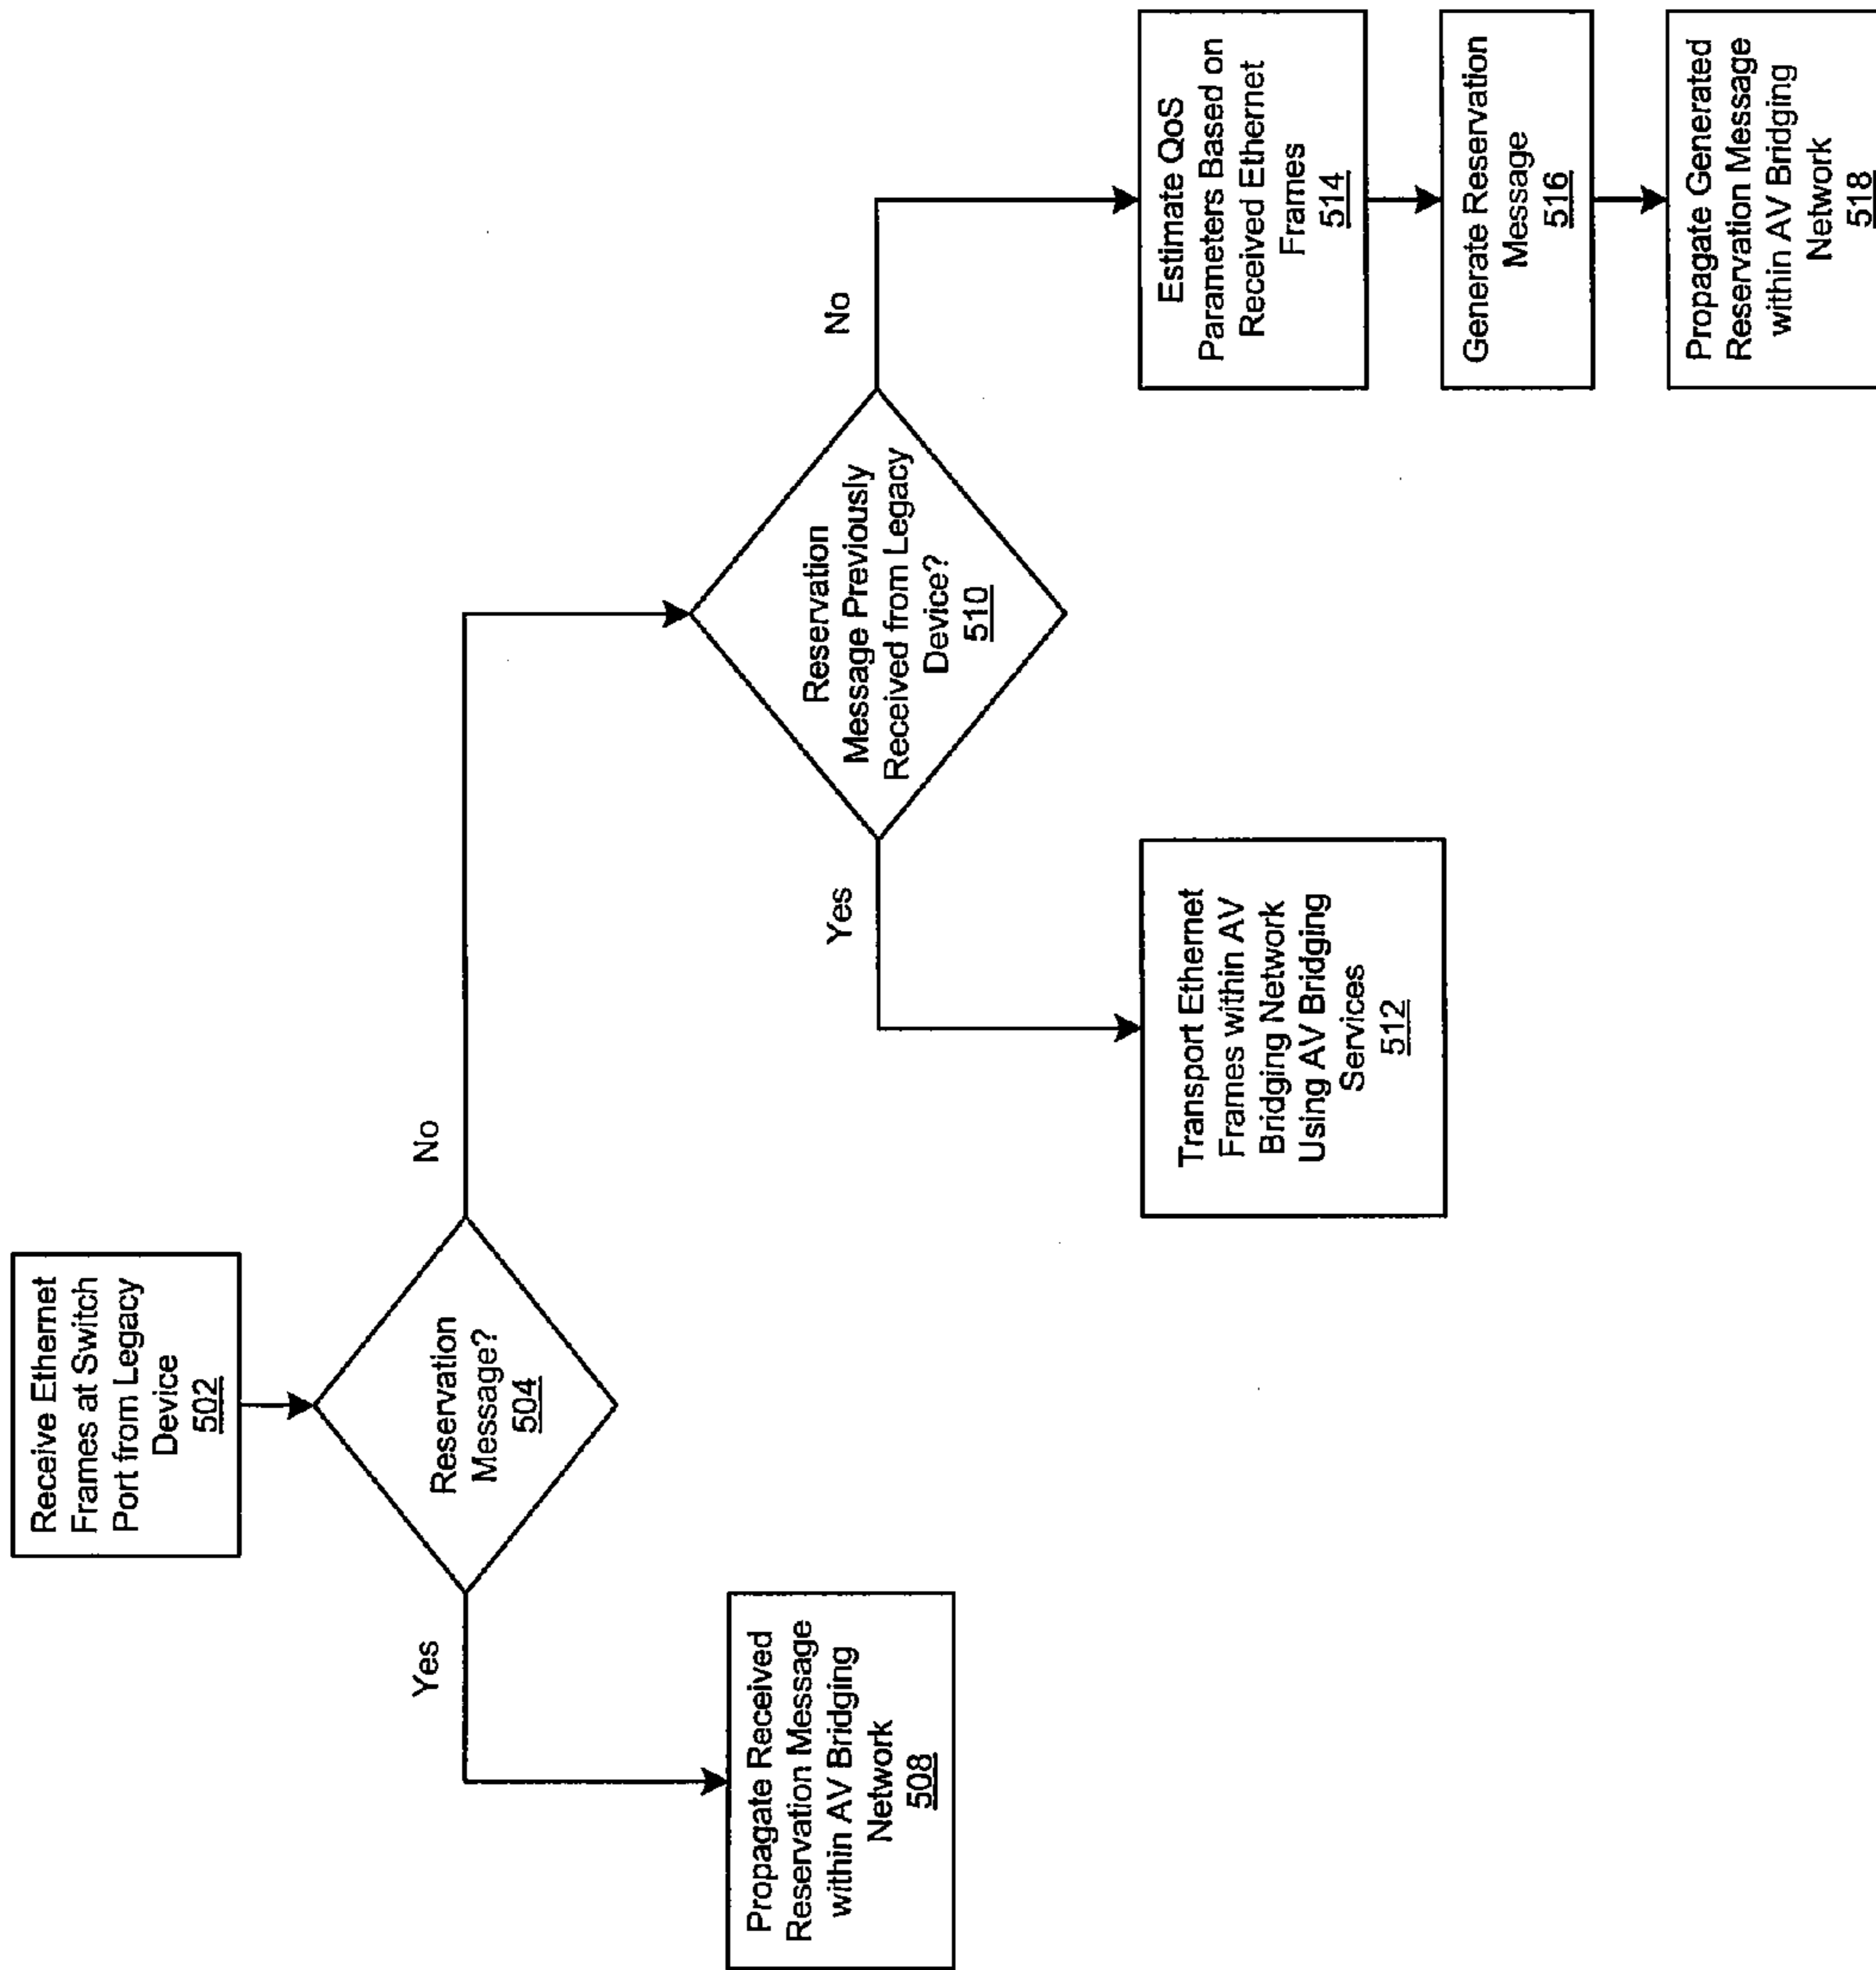 Receive Ethernet
Frames at Switch
Port from Legacy
Device
502
Reservation
Message?
504
Yes
No
Propagate Received
Reservation Message
within AV Bridging
Network
508
Reservation
Message Previously
Received from Legacy
Device?
510
Yes
No
Transport Ethernet
Frames within AV
Bridging Network
Using AV Bridging
Services
512
Estimate QoS
Parameters Based on
Received Ethernet
Frames
514
Generate Reservation
Message
516
Propagate Generated
Reservation Message
within AV Bridging
Network
518